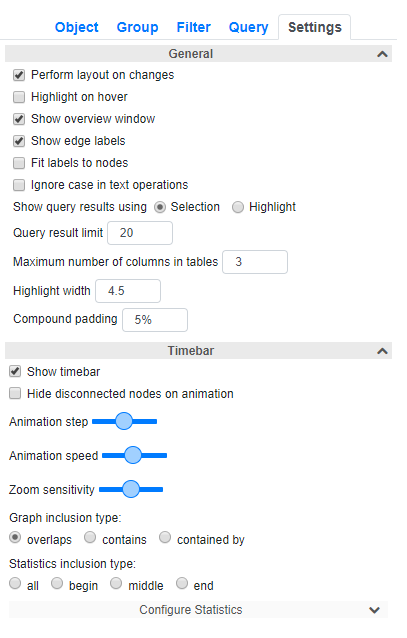 Object Group Filter Query Settings
General
Perform layout on changes
Highlight on hover
Show overview window
Show edge labels
Fit labels to nodes
Ignore case in text operations
Show query results using Selection Highlight
Query result limit 20
Maximum number of columns in tables 3
Highlight width 4.5
Compound padding 5%
Timebar
Show timebar
Hide disconnected nodes on animation
Animation step
Animation speed
Zoom sensitivity
Graph inclusion type:
overlaps contains contained by
Statistics inclusion type:
all begin middle end
Configure Statistics